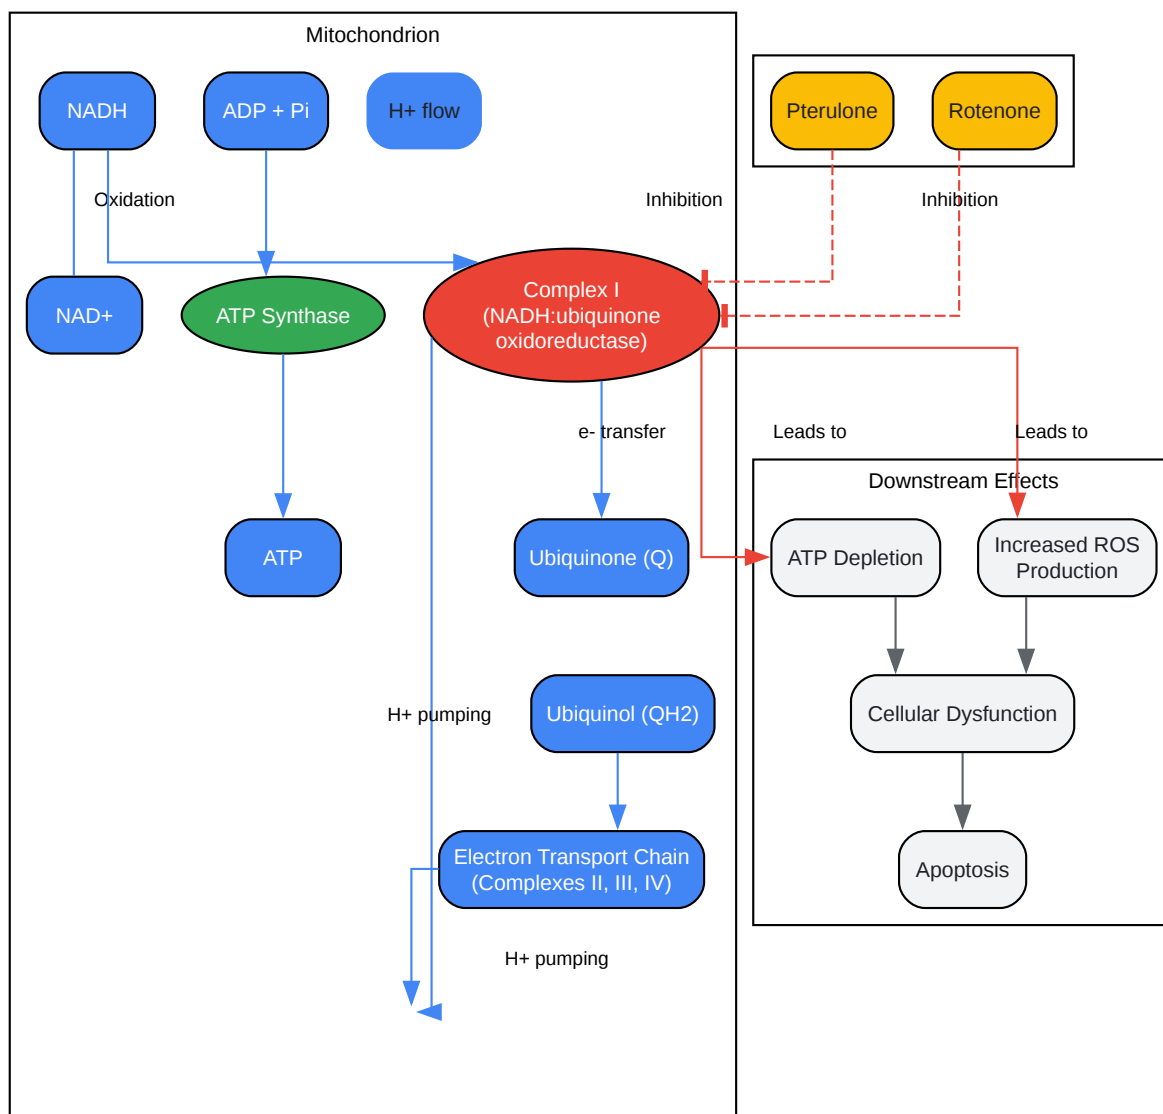 Mitochondrion
NADH
ADP + Pi
H+ flow
Pterulone
Rotenone
Oxidation
Inhibition
Inhibition
NAD+
ATP Synthase
Complex I
(NADH:ubiquinone
oxidoreductase)
e- transfer
Leads to
Leads to
Downstream Effects
ATP
Ubiquinone (Q)
ATP Depletion
Increased ROS
Production
H+ pumping
Ubiquinol (QH2)
Cellular Dysfunction
Electron Transport Chain
(Complexes II, III, IV)
Apoptosis
H+ pumping